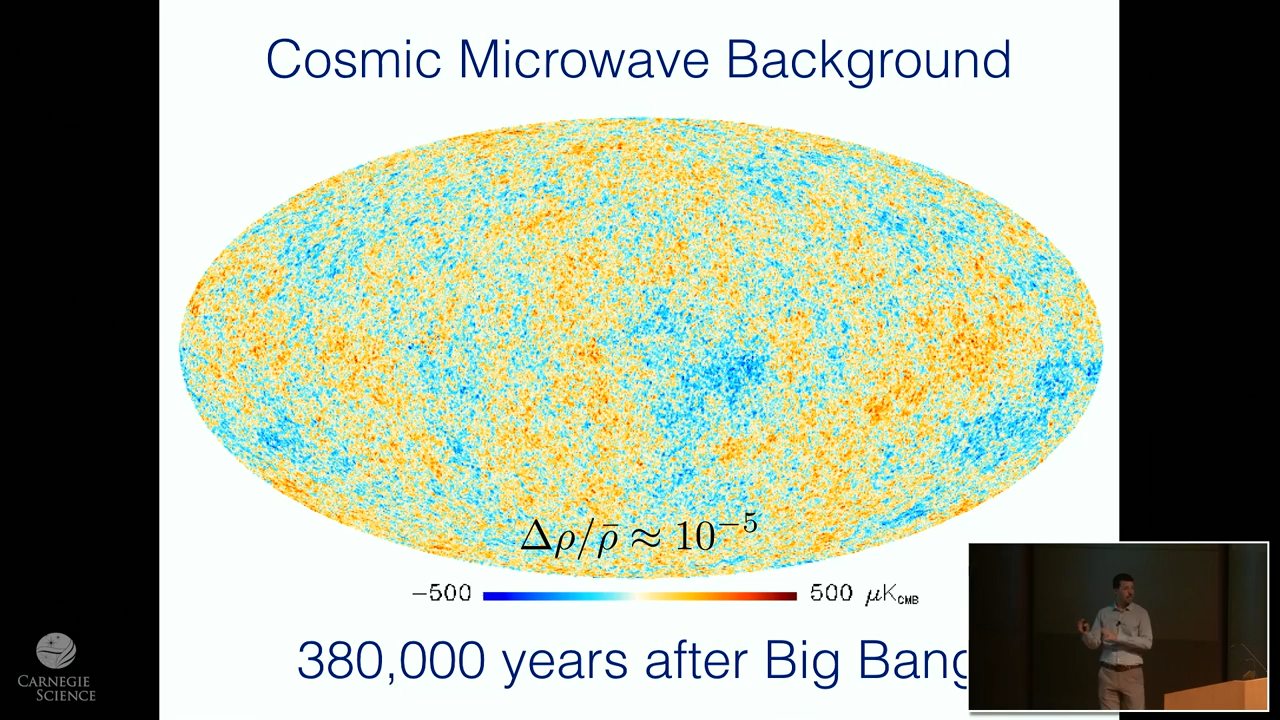 Cosmic Microwave Background
Δρ/ρ̄ ≈ 10⁻⁵
−500 500 μK_CMB
380,000 years after Big Bang
CARNEGIE
SCIENCE